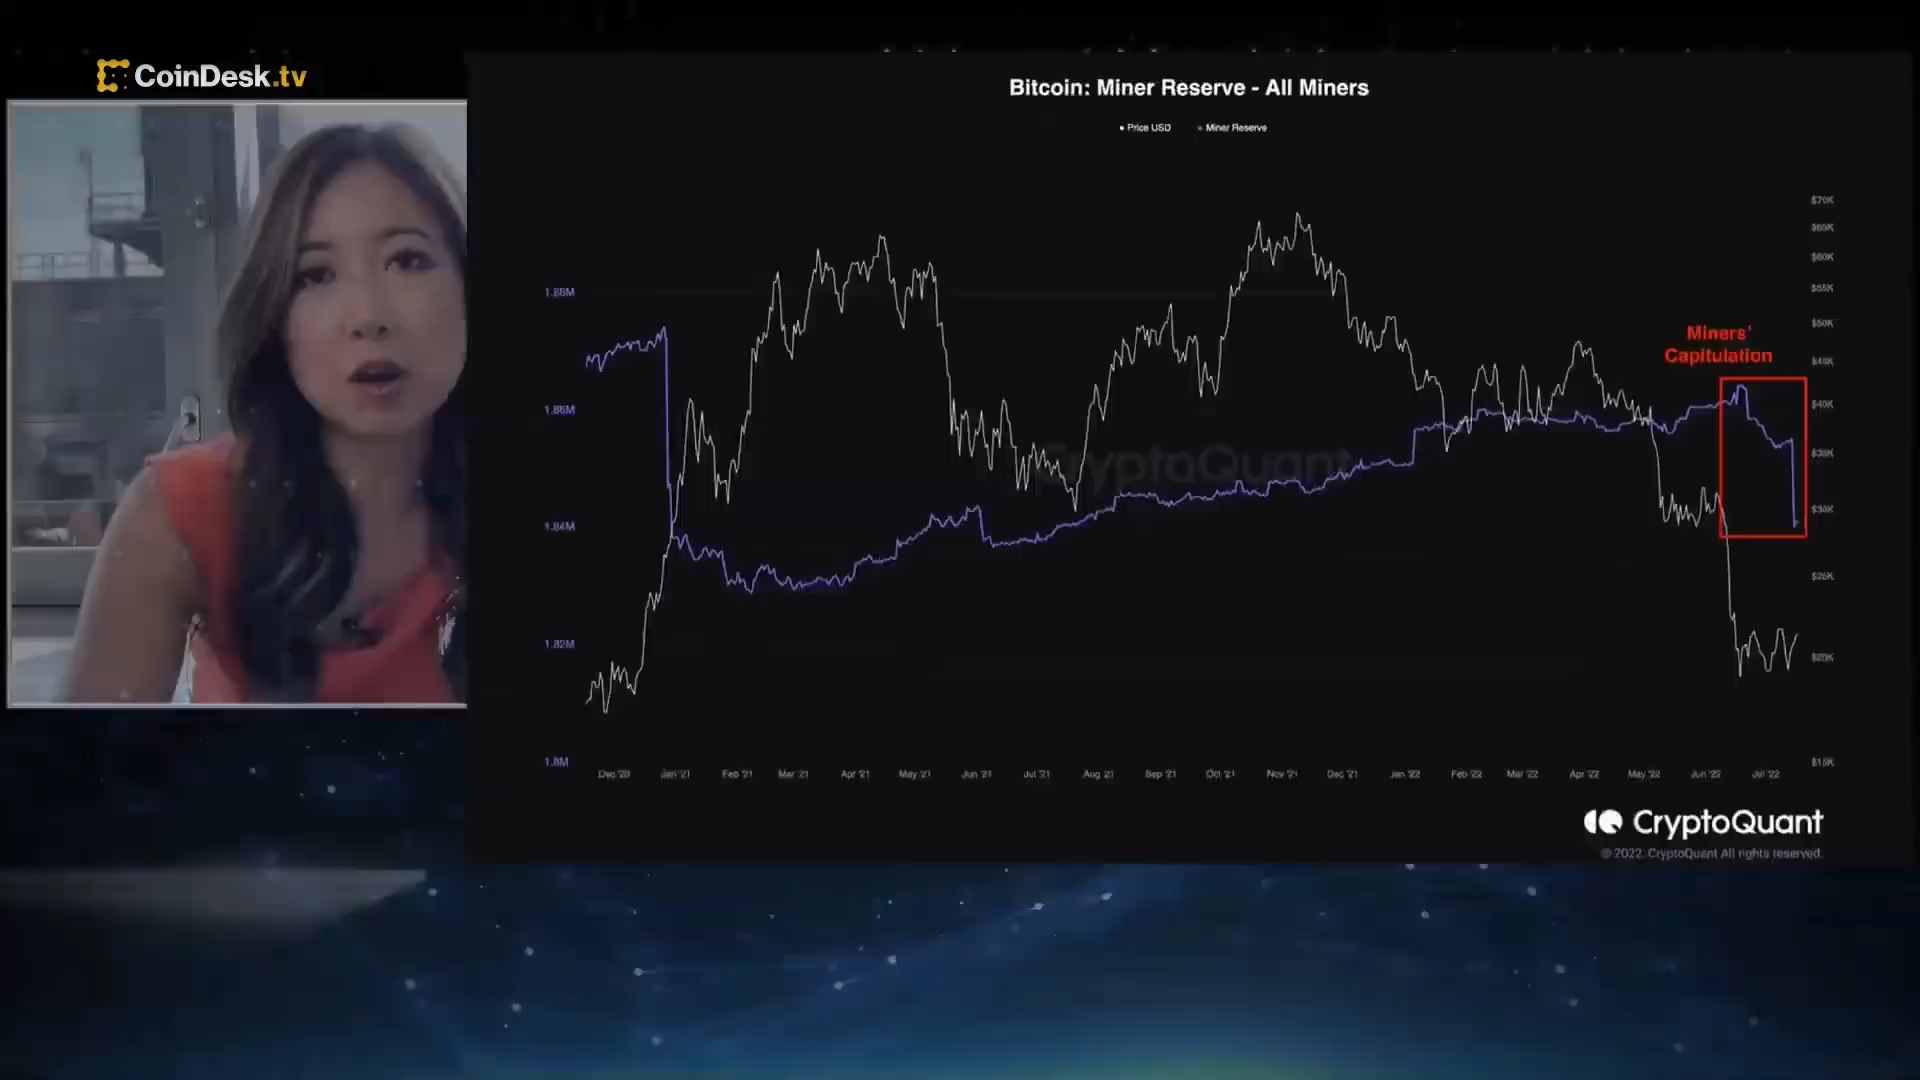 CoinDesk.tv
Bitcoin: Miner Reserve - All Miners
Price USD Miner Reserve
$70K
$65K
$60K
1.88M
$55K
$50K
Miners'
Capitulation
$45K
1.86M
$40K
CryptoQuant
$35K
1.84M
$30K
$25K
1.82M
$20K
1.8M
$15K
Dec '20 Jan '21 Feb '21 Mar '21 Apr '21 May '21 Jun '21 Jul '21 Aug '21 Sep '21 Oct '21 Nov '21 Dec '21 Jan '22 Feb '22 Mar '22 Apr '22 May '22 Jun '22 Jul '22
CryptoQuant
© 2022. CryptoQuant All rights reserved.